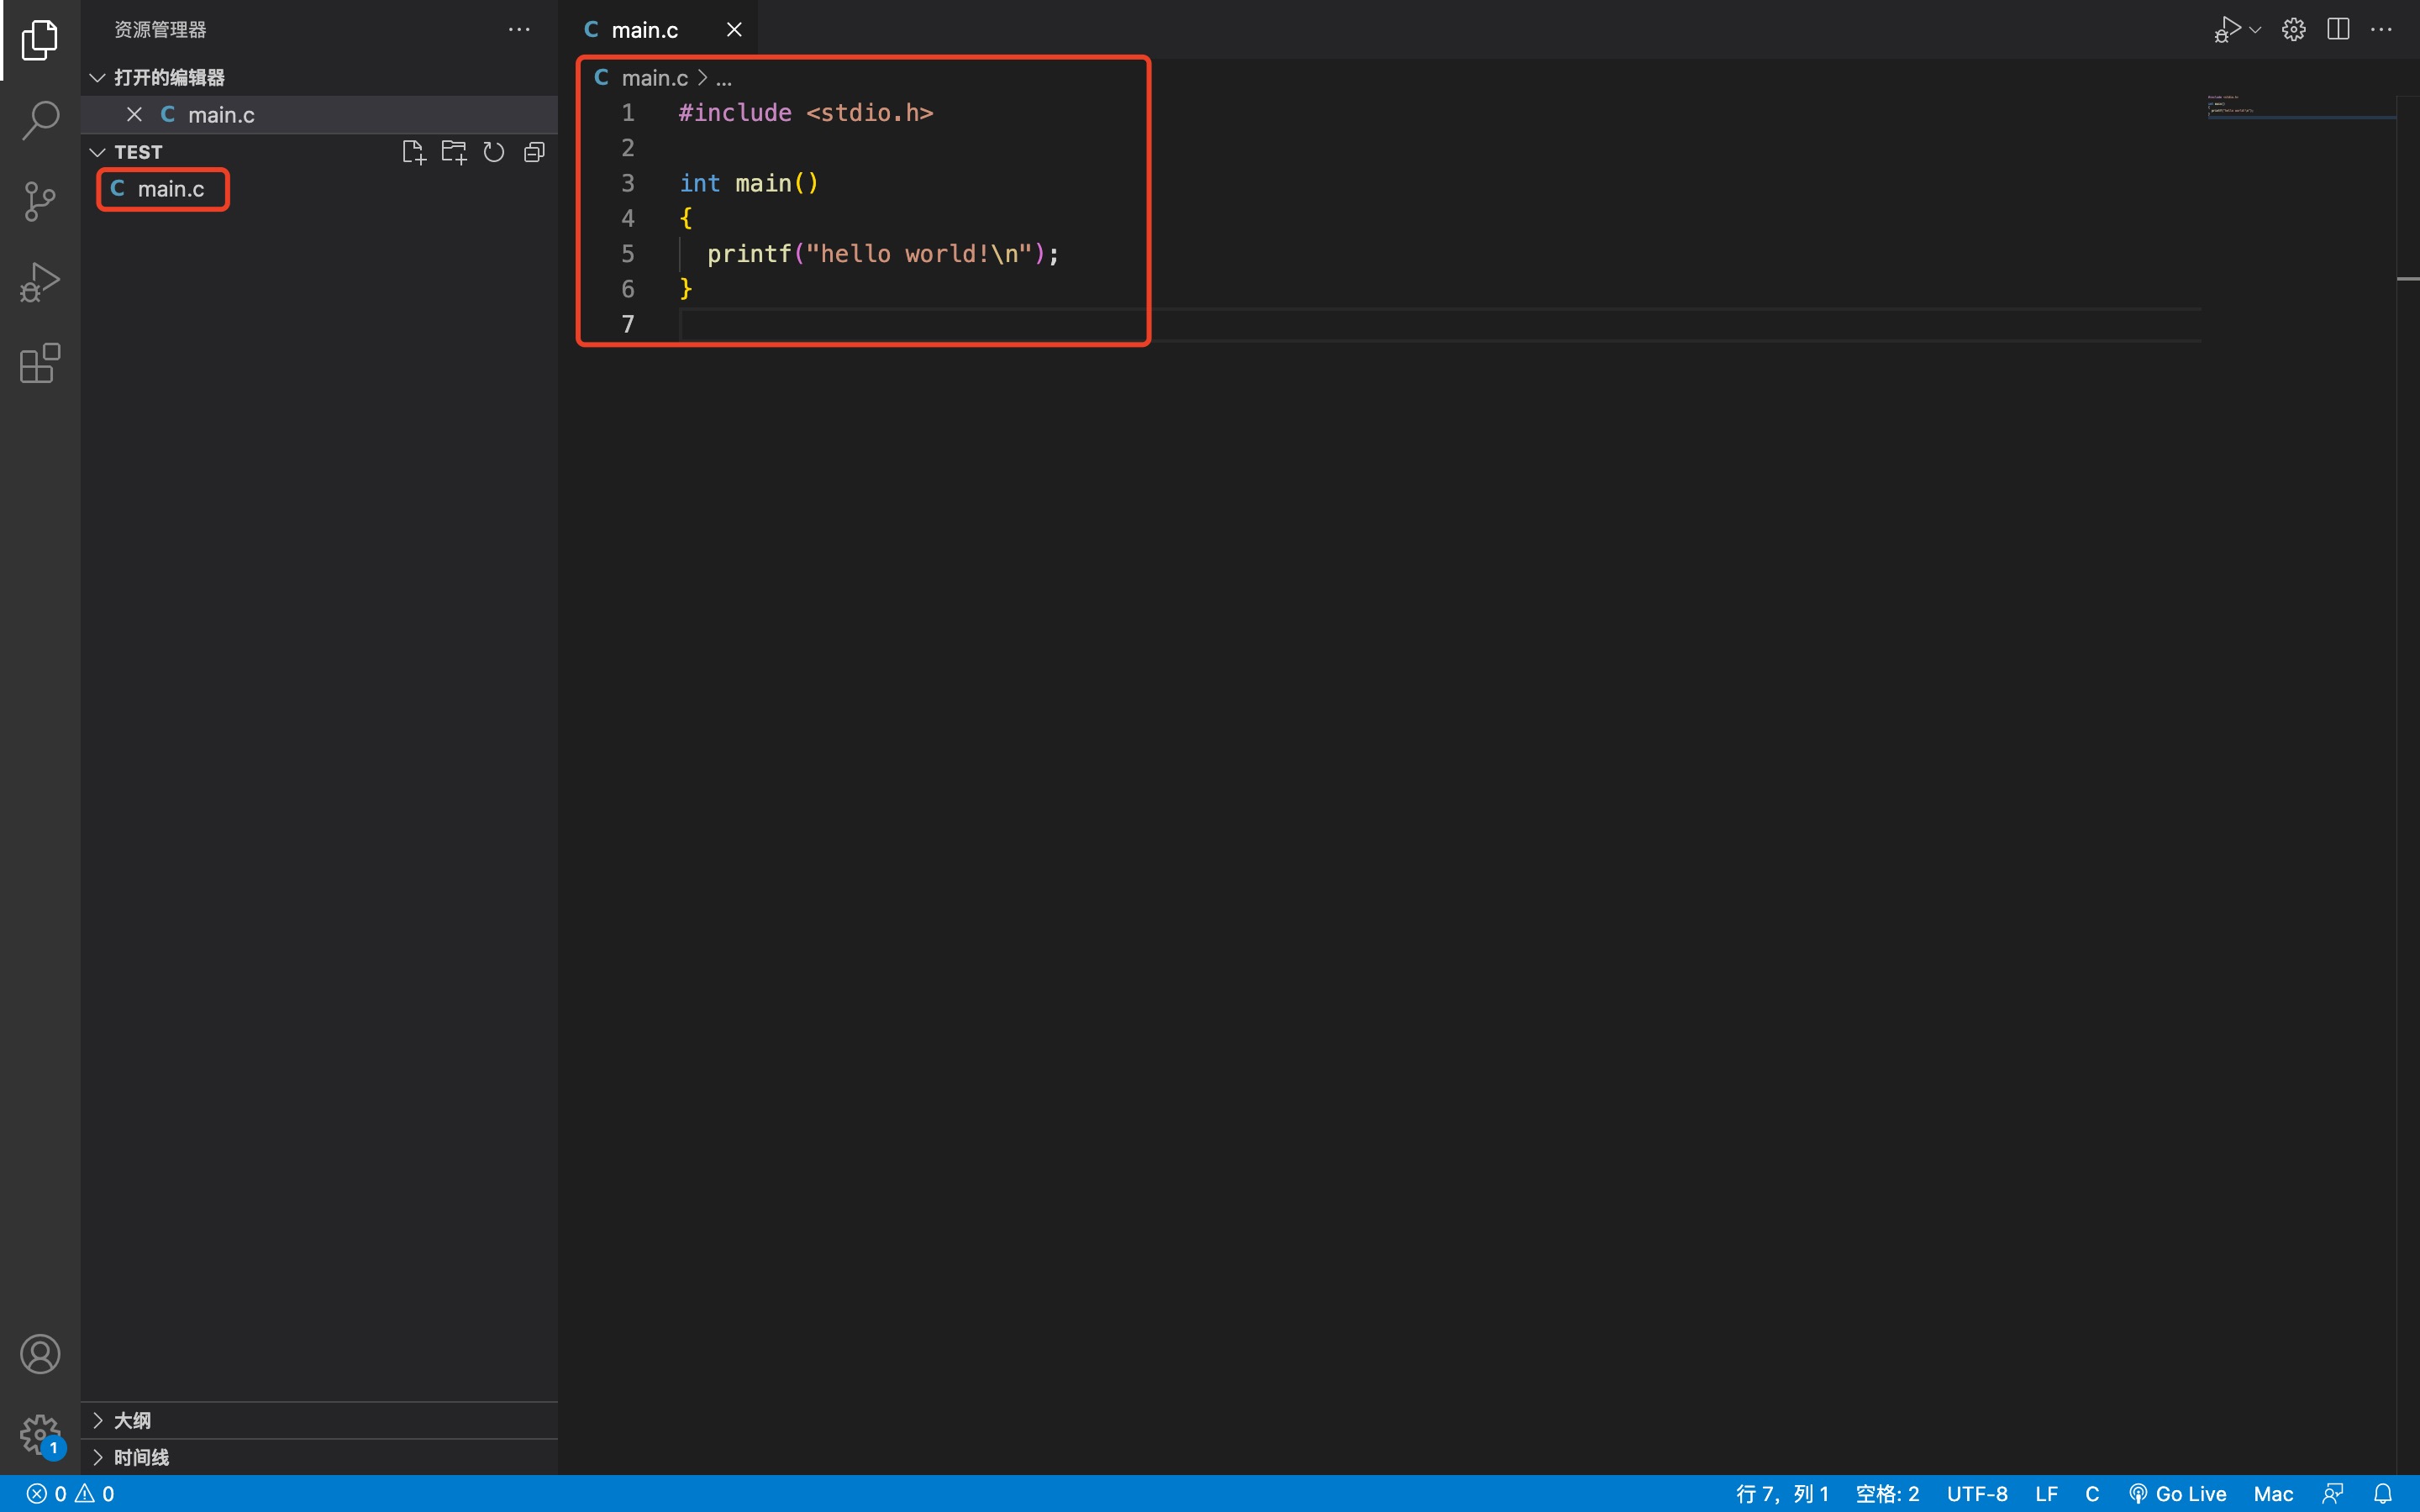 资源管理器
打开的编辑器
main.c
TEST
main.c
大纲
时间线
C main.c
C main.c > ...
1 #include <stdio.h>
2
3 int main()
4 {
5 printf("hello world!\n");
6 }
7
1
0 0
行 7, 列 1 空格: 2 UTF-8 LF C Go Live Mac